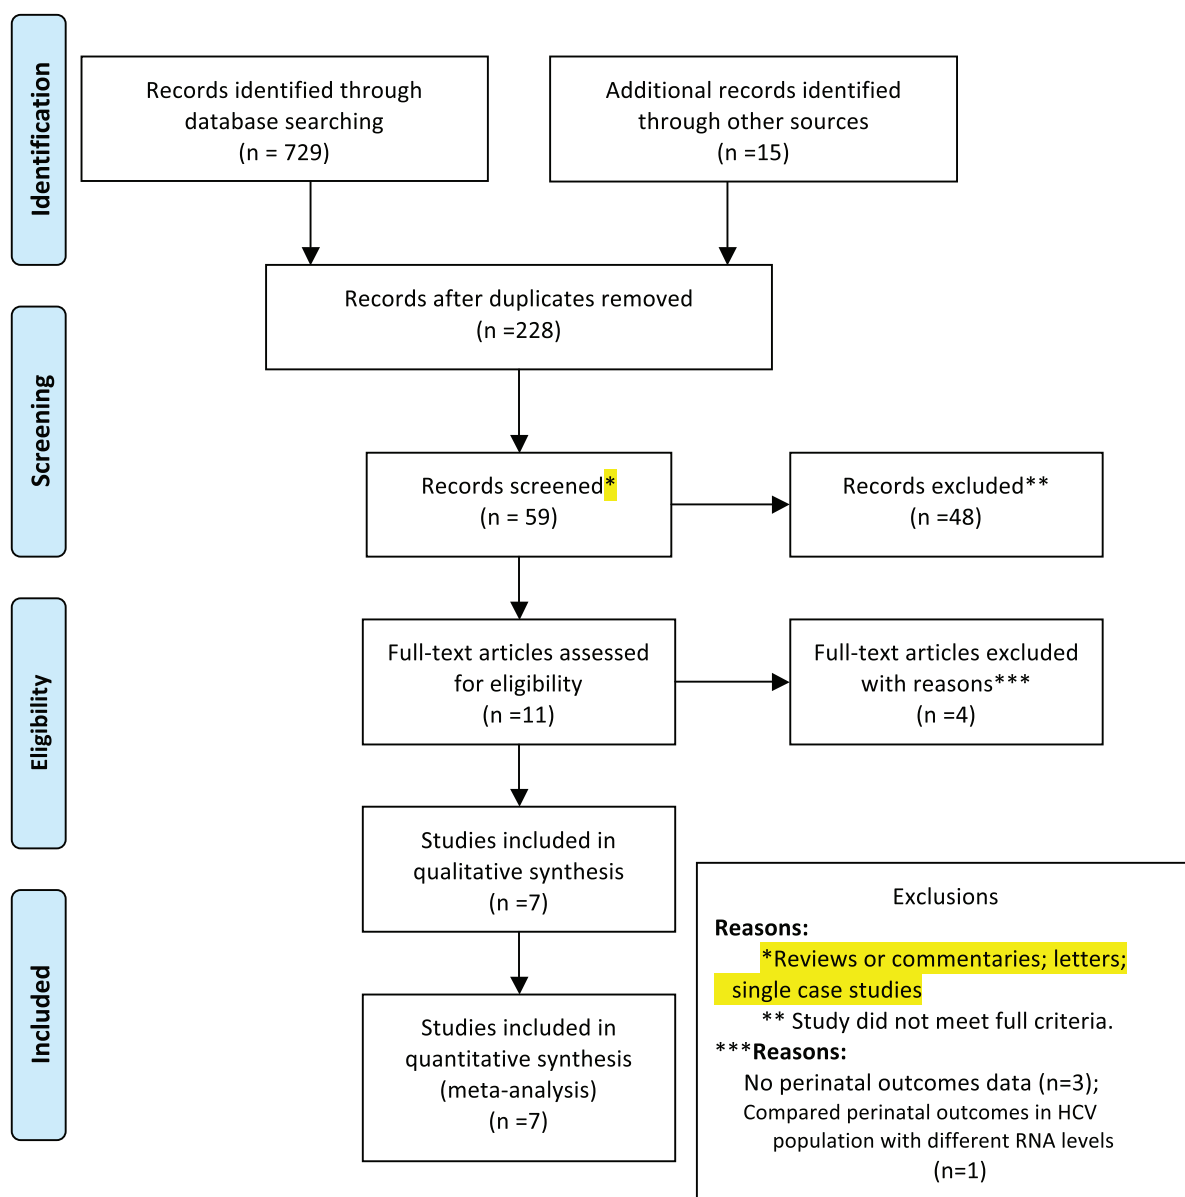 Identification
Records identified through
database searching
(n = 729)
Additional records identified
through other sources
(n =15)
Records after duplicates removed
(n =228)
Screening
Records screened*
(n = 59)
Records excluded**
(n =48)
Eligibility
Full-text articles assessed
for eligibility
(n =11)
Full-text articles excluded
with reasons***
(n =4)
Studies included in
qualitative synthesis
(n =7)
Included
Studies included in
quantitative synthesis
(meta-analysis)
(n =7)
Exclusions
Reasons:
*Reviews or commentaries; letters;
single case studies
** Study did not meet full criteria.
***Reasons:
No perinatal outcomes data (n=3);
Compared perinatal outcomes in HCV
population with different RNA levels
(n=1)